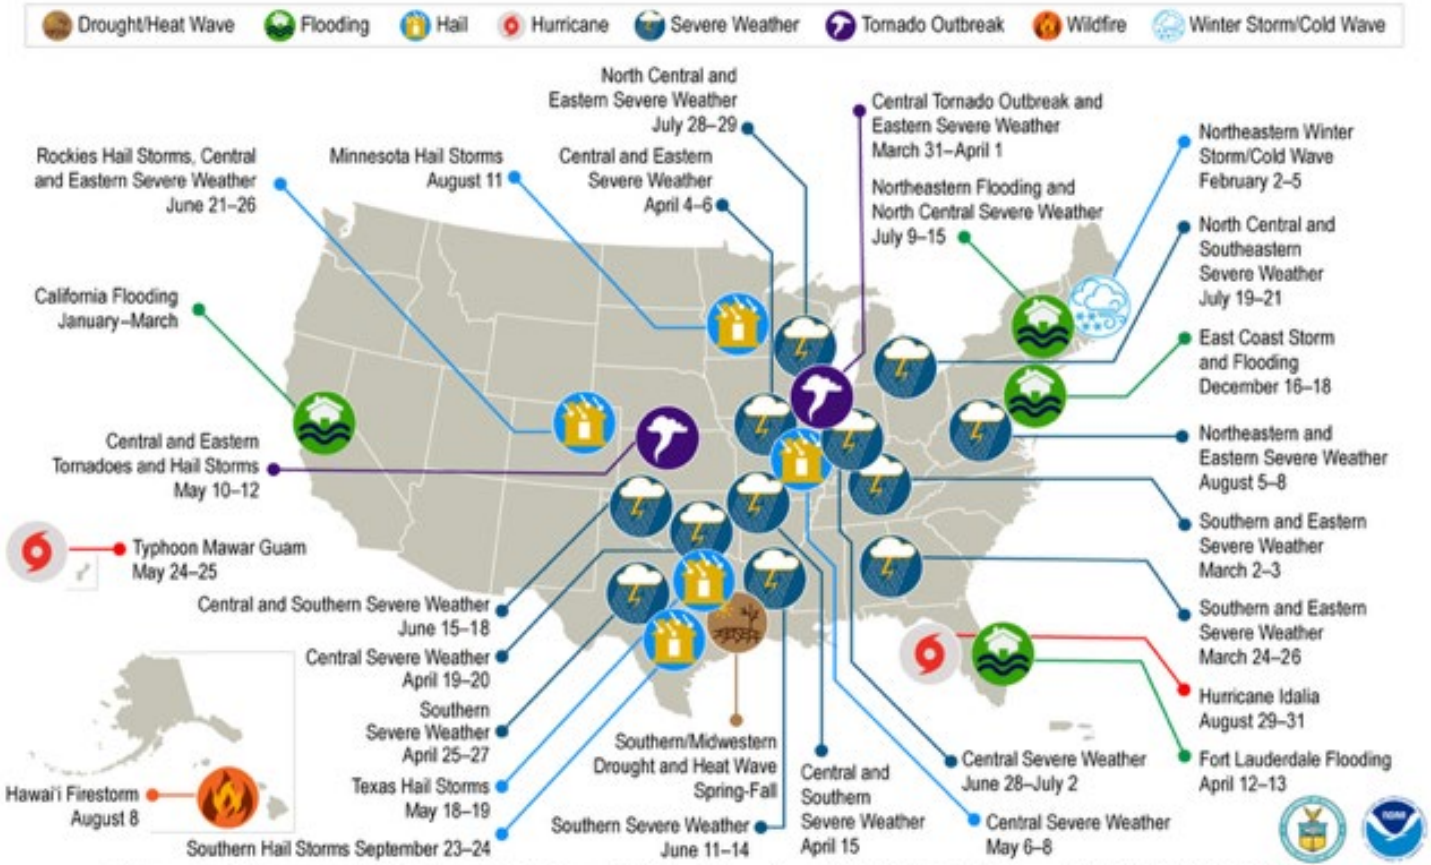 Drought/Heat Wave Flooding Hail Hurricane Severe Weather Tornado Outbreak Wildfire Winter Storm/Cold Wave
North Central and
Eastern Severe Weather
July 28–29
Central Tornado Outbreak and
Eastern Severe Weather
March 31–April 1
Northeastern Winter
Storm/Cold Wave
February 2–5
Rockies Hail Storms, Central
and Eastern Severe Weather
June 21–26
Minnesota Hail Storms
August 11
Central and Eastern
Severe Weather
April 4–6
Northeastern Flooding and
North Central Severe Weather
July 9–15
North Central and
Southeastern
Severe Weather
July 19–21
California Flooding
January–March
East Coast Storm
and Flooding
December 16–18
Central and Eastern
Tornadoes and Hail Storms
May 10–12
Northeastern and
Eastern Severe Weather
August 5–8
Typhoon Mawar Guam
May 24–25
Southern and Eastern
Severe Weather
March 2–3
Central and Southern Severe Weather
June 15–18
Southern and Eastern
Severe Weather
March 24–26
Central Severe Weather
April 19–20
Southern
Severe Weather
April 25–27
Hurricane Idalia
August 29–31
Southern/Midwestern
Drought and Heat Wave
Spring-Fall
Central and
Southern
Severe Weather
April 15
Central Severe Weather
June 28–July 2
Fort Lauderdale Flooding
April 12–13
Texas Hail Storms
May 18–19
Hawai'i Firestorm
August 8
Southern Hail Storms September 23–24
Southern Severe Weather
June 11–14
Central Severe Weather
May 6–8
noaa